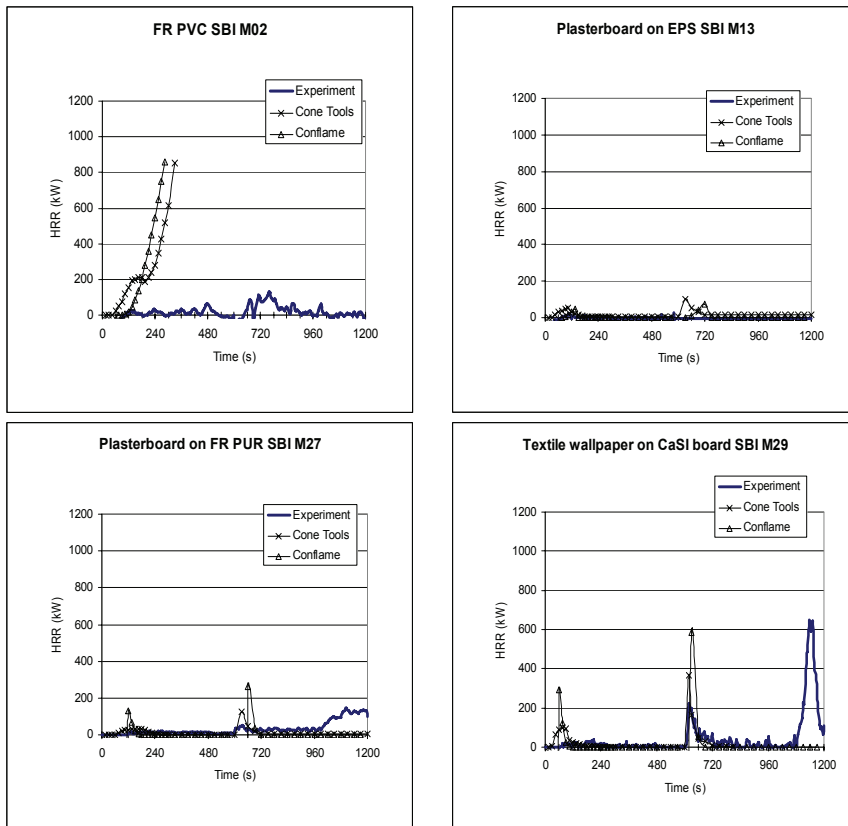 FR PVC SBI M02
Experiment
Cone Tools
Conflame
1200
1000
800
600
400
200
0
HRR (kW)
0 240 480 720 960 1200
Time (s)
Plasterboard on EPS SBI M13
Experiment
Cone Tools
Conflame
1200
1000
800
600
400
200
0
HRR (kW)
0 240 480 720 960 1200
Time (s)
Plasterboard on FR PUR SBI M27
Experiment
Cone Tools
Conflame
1200
1000
800
600
400
200
0
HRR (kW)
0 240 480 720 960 1200
Time (s)
Textile wallpaper on CaSI board SBI M29
Experiment
Cone Tools
Conflame
1200
1000
800
600
400
200
0
HRR (kW)
0 240 480 720 960 1200
Time (s)